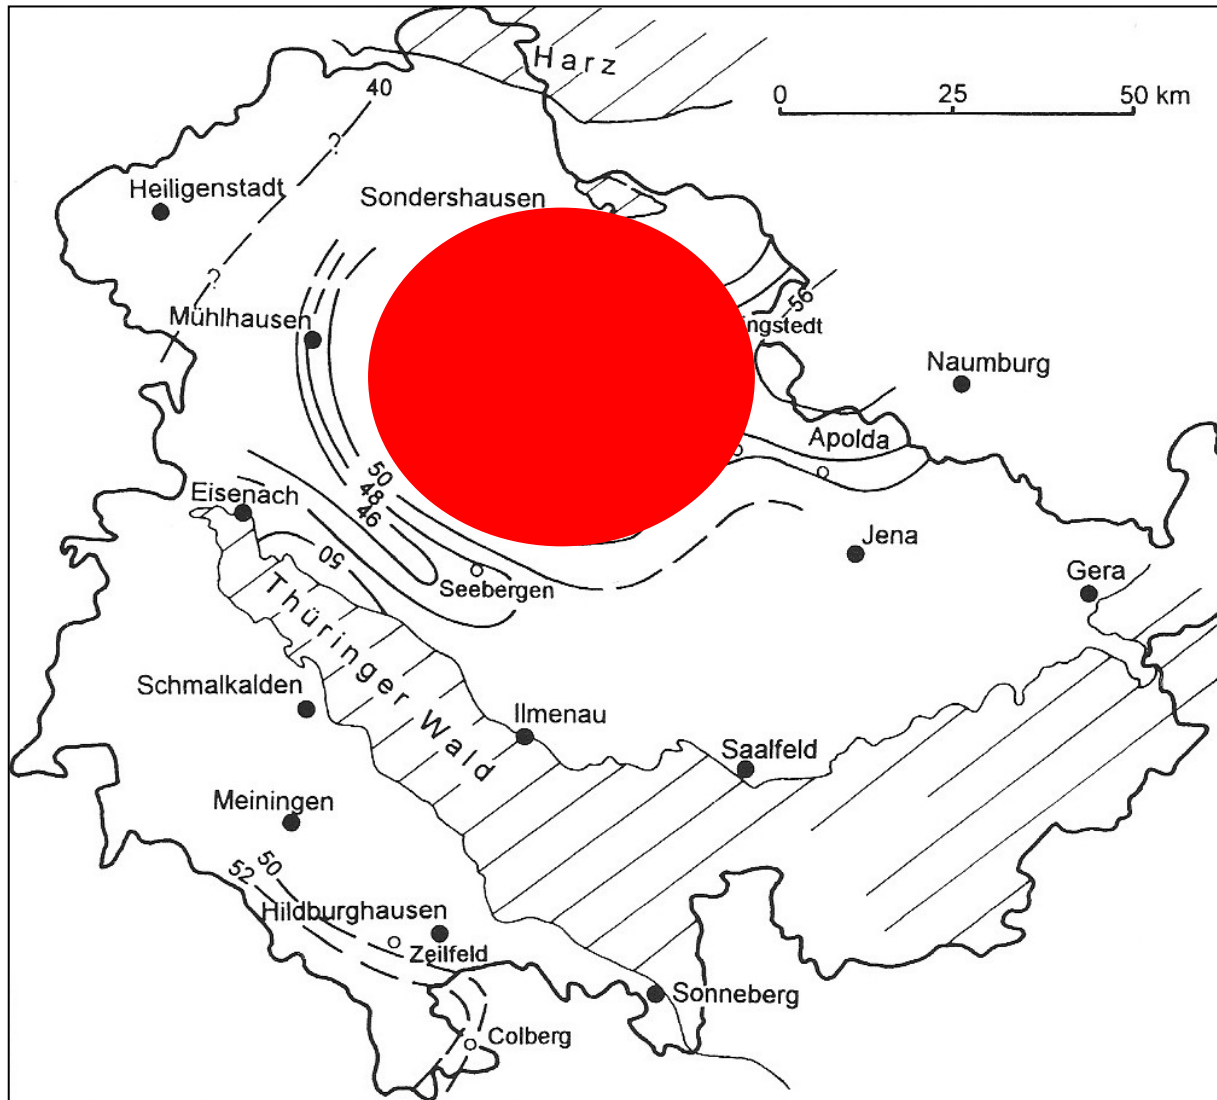 Harz
0 25 50 km
40
?
Heiligenstadt
Sondershausen
?
56
Mühlhausen
ngstedt
Naumburg
Apolda
50
48
46
Eisenach
Jena
50
Seebergen
Gera
Thüringer Wald
Schmalkalden
Ilmenau
Saalfeld
Meiningen
50
52
Hildburghausen
Zeilfeld
Sonneberg
Colberg